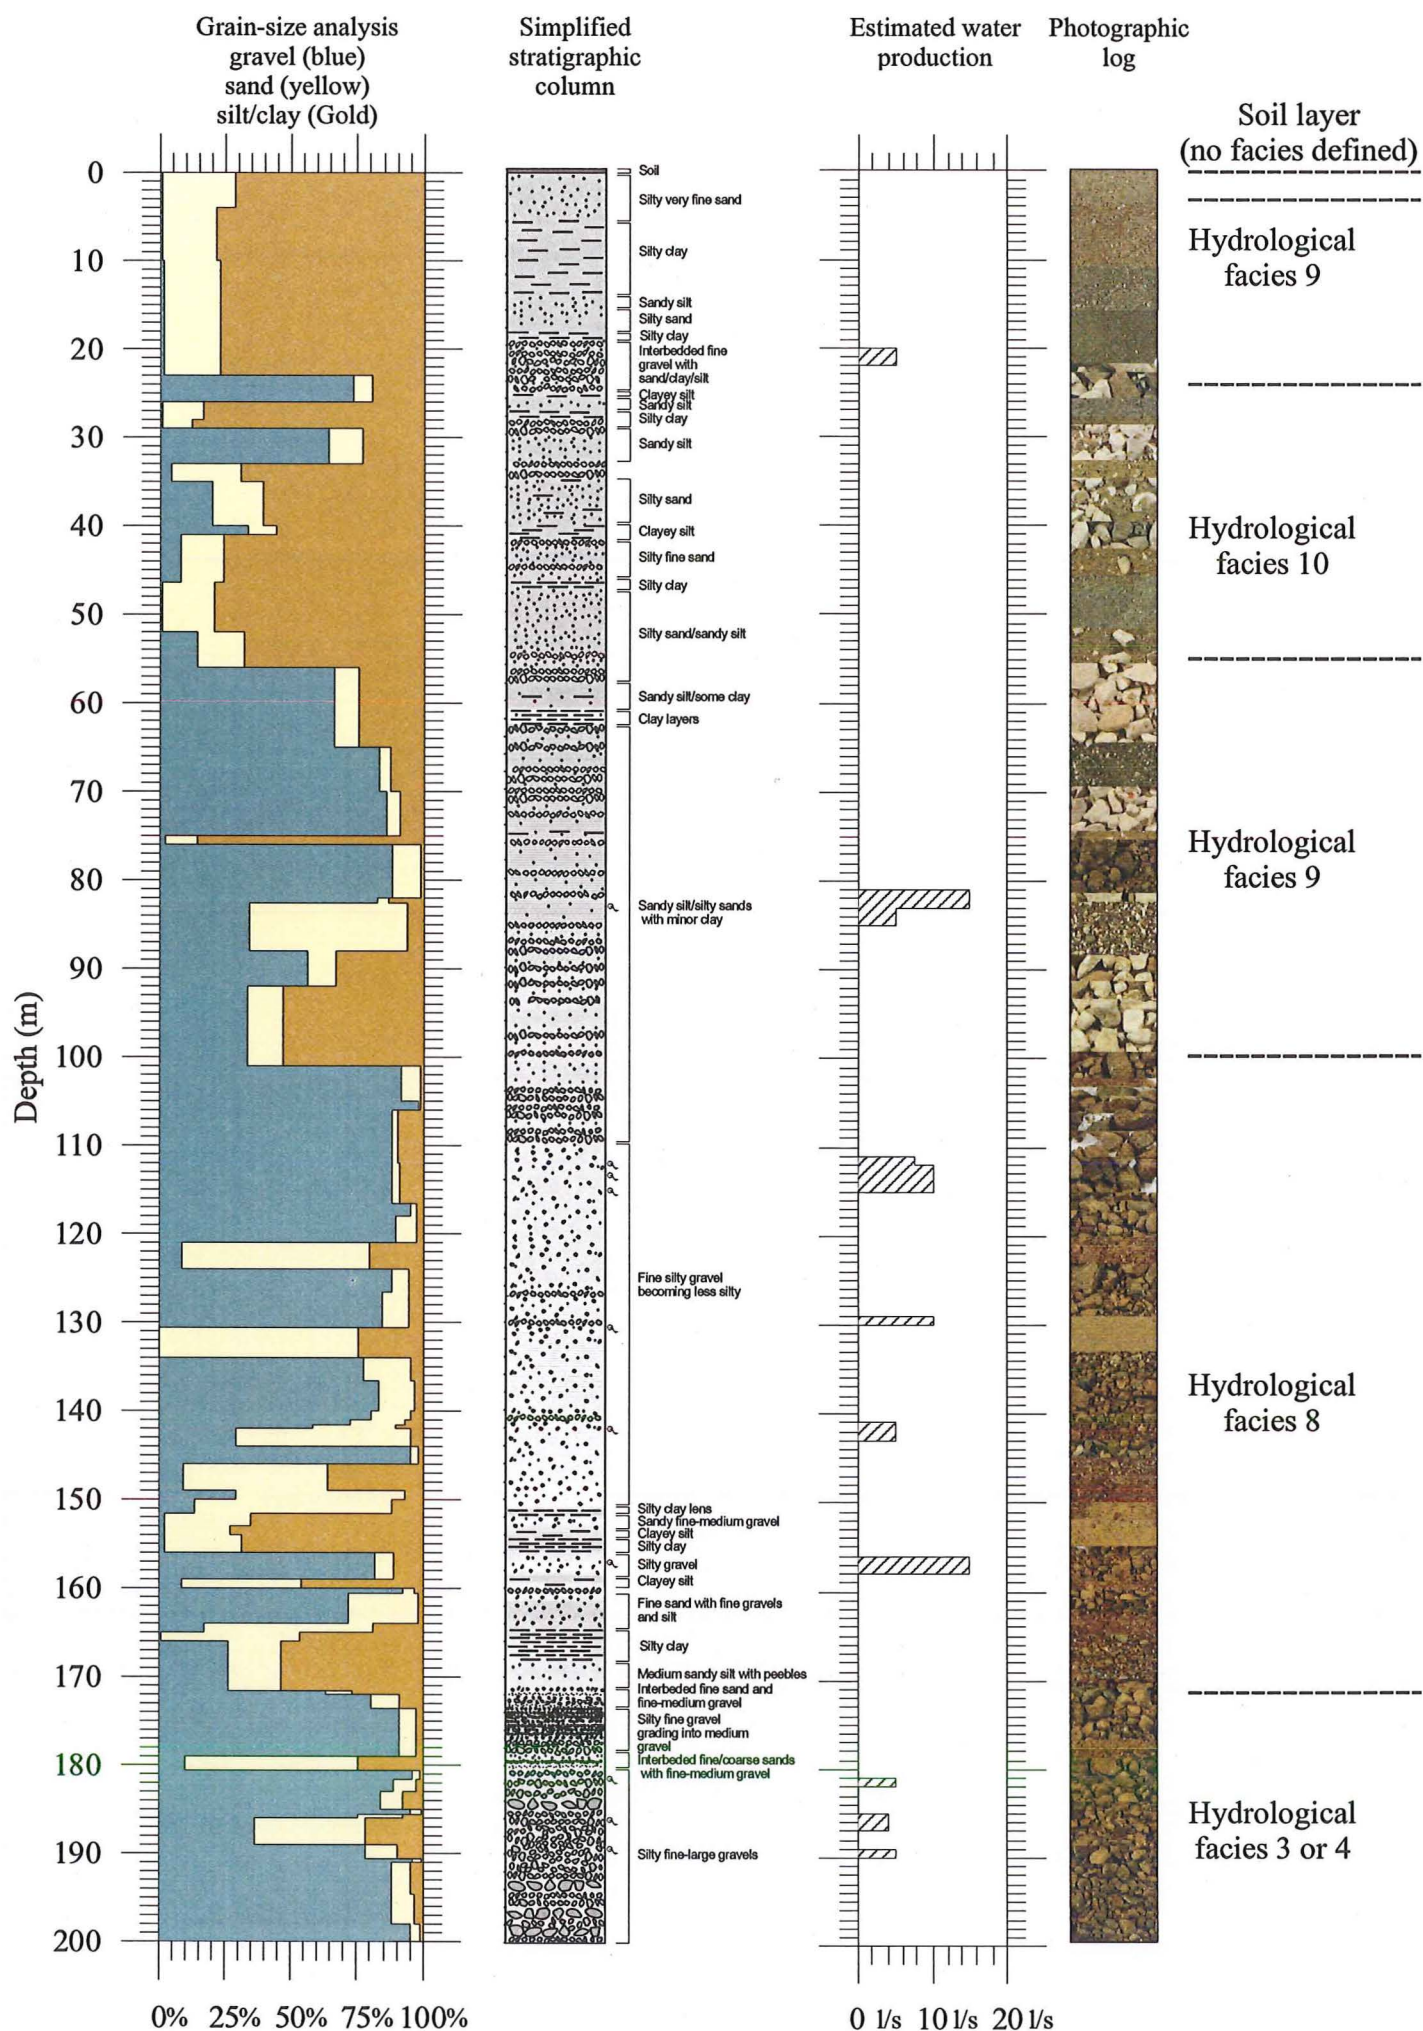 Grain-size analysis
gravel (blue)
sand (yellow)
silt/clay (Gold)
Simplified
stratigraphic
column
Estimated water
production
Photographic
log
Soil layer
(no facies defined)
Depth (m)
0
10
20
30
40
50
60
70
80
90
100
110
120
130
140
150
160
170
180
190
200
0% 25% 50% 75% 100%
Soil
Silty very fine sand
Silty clay
Sandy silt
Silty sand
Silty clay
Interbedded fine
gravel with
sand/clay/silt
Clayey silt
Sandy silt
Silty clay
Sandy silt
Silty sand
Clayey silt
Silty fine sand
Silty clay
Silty sand/sandy silt
Sandy silt/some clay
Clay layers
Sandy silt/silty sands
with minor clay
Fine silty gravel
becoming less silty
Silty clay lens
Sandy fine-medium gravel
Clayey silt
Silty clay
Silty gravel
Clayey silt
Fine sand with fine gravels
and silt
Silty clay
Medium sandy silt with peebles
Interbeded fine sand and
fine-medium gravel
Silty fine gravel
grading into medium
gravel
Interbeded fine/coarse sands
with fine-medium gravel
Silty fine-large gravels
0 l/s 10 l/s 20 l/s
Hydrological
facies 9
Hydrological
facies 10
Hydrological
facies 9
Hydrological
facies 8
Hydrological
facies 3 or 4